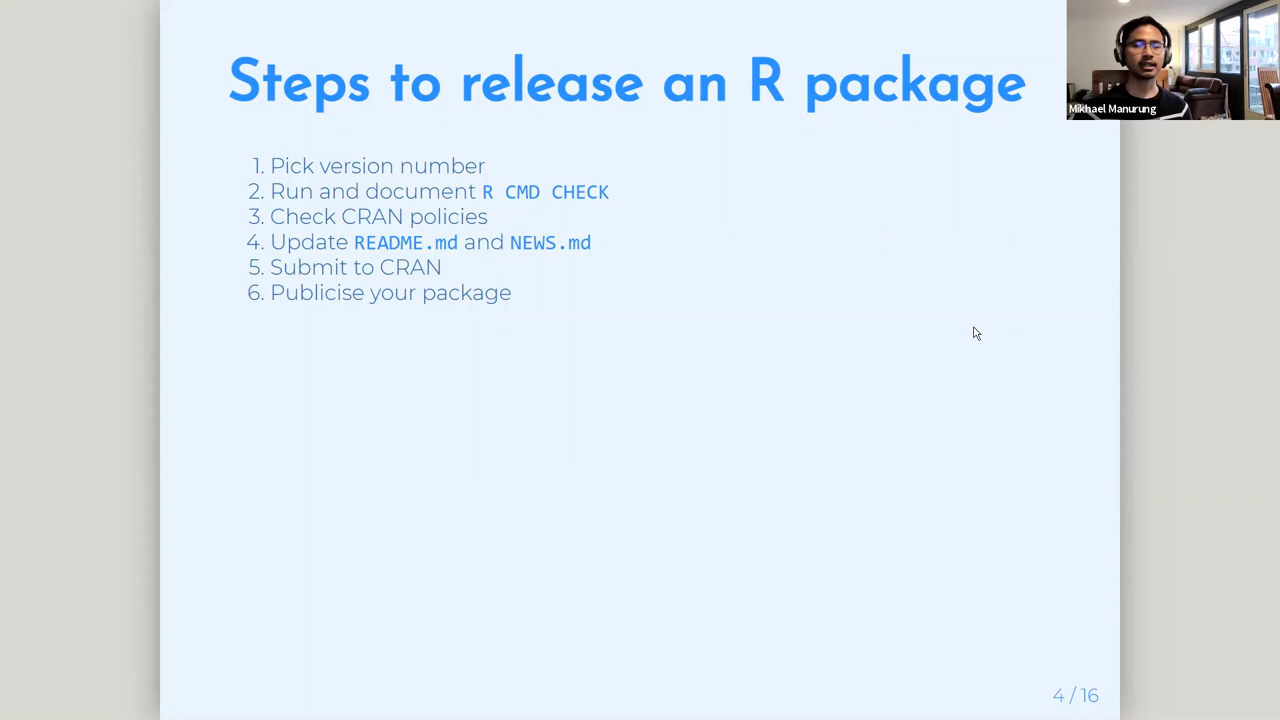 Steps to release an R package
Mikhael Manurung
1. Pick version number
2. Run and document R CMD CHECK
3. Check CRAN policies
4. Update README.md and NEWS.md
5. Submit to CRAN
6. Publicise your package
4 / 16